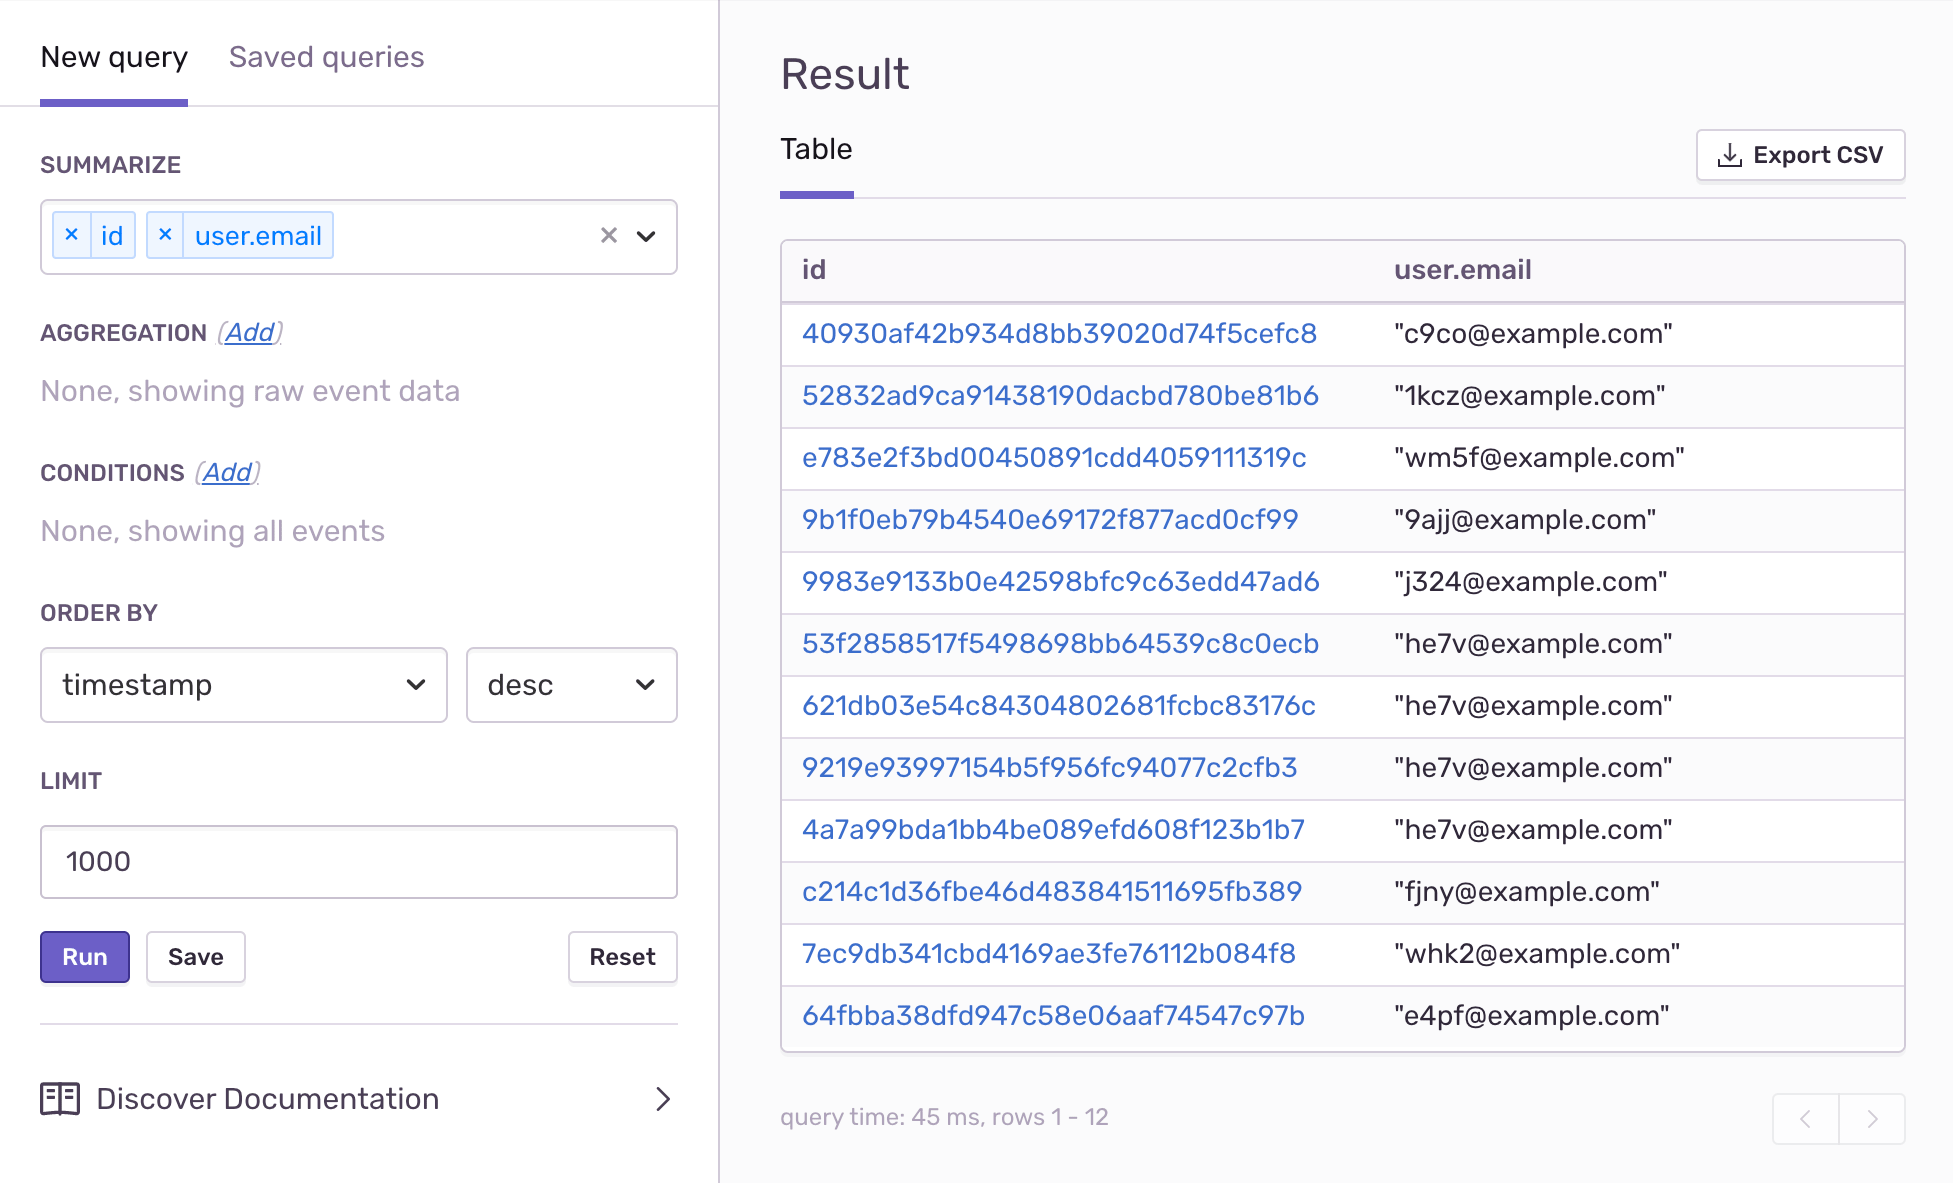 New query Saved queries
SUMMARIZE
× id × user.email
AGGREGATION (Add)
None, showing raw event data
CONDITIONS (Add)
None, showing all events
ORDER BY
timestamp desc
LIMIT
1000
Run Save Reset
Discover Documentation
Result
Table
Export CSV
id user.email
40930af42b934d8bb39020d74f5cefc8 "c9co@example.com"
52832ad9ca91438190dacbd780be81b6 "1kcz@example.com"
e783e2f3bd00450891cdd4059111319c "wm5f@example.com"
9b1f0eb79b4540e69172f877acd0cf99 "9ajj@example.com"
9983e9133b0e42598bfc9c63edd47ad6 "j324@example.com"
53f2858517f5498698bb64539c8c0ecb "he7v@example.com"
621db03e54c84304802681fcbc83176c "he7v@example.com"
9219e93997154b5f956fc94077c2cfb3 "he7v@example.com"
4a7a99bda1bb4be089efd608f123b1b7 "he7v@example.com"
c214c1d36fbe46d483841511695fb389 "fjny@example.com"
7ec9db341cbd4169ae3fe76112b084f8 "whk2@example.com"
64fbba38dfd947c58e06aaf74547c97b "e4pf@example.com"
query time: 45 ms, rows 1 - 12